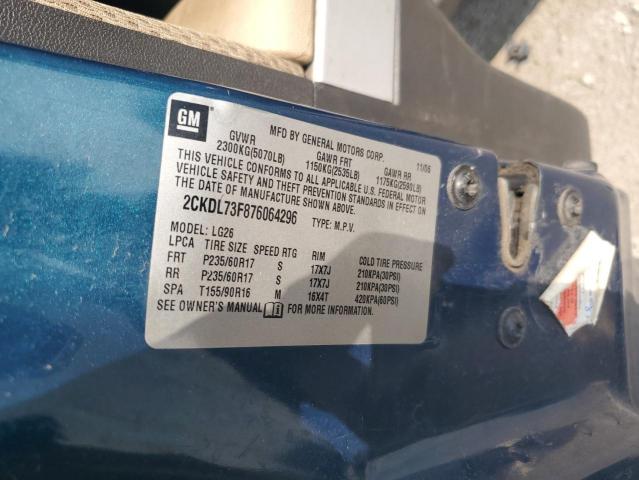 GM
MFD BY GENERAL MOTORS CORP. 11/06
GVWR GAWR FRT GAWR RR
2300KG(5070LB) 1150KG(2535LB) 1175KG(2590LB)
THIS VEHICLE CONFORMS TO ALL APPLICABLE U.S. FEDERAL MOTOR
VEHICLE SAFETY AND THEFT PREVENTION STANDARDS IN EFFECT ON
THE DATE OF MANUFACTURE SHOWN ABOVE.
2CKDL73F876064296 TYPE: M.P.V.
MODEL: LG26
LPCA TIRE SIZE SPEED RTG RIM COLD TIRE PRESSURE
FRT P235/60R17 S 17X7J 210KPA(30PSI)
RR P235/60R17 S 17X7J 210KPA(30PSI)
SPA T155/90R16 M 16X4T 420KPA(60PSI)
SEE OWNER'S MANUAL FOR MORE INFORMATION.